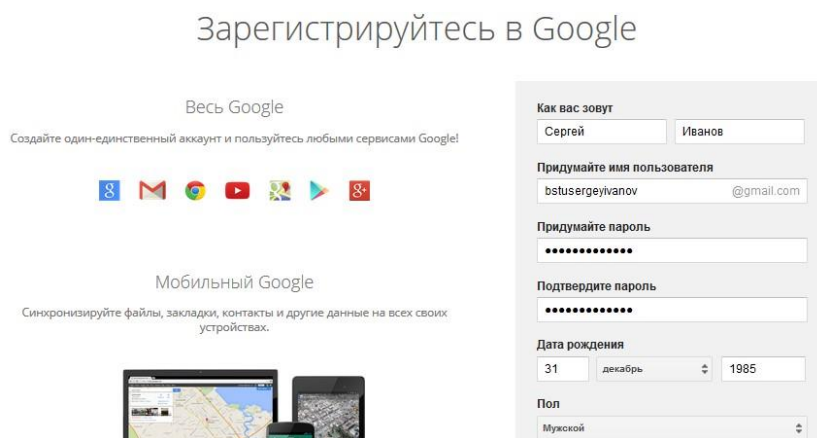 Зарегистрируйтесь в Google
Весь Google
Создайте один-единственный аккаунт и пользуйтесь любыми сервисами Google!
Мобильный Google
Синхронизируйте файлы, закладки, контакты и другие данные на всех своих
устройствах.
Как вас зовут
Сергей Иванов
Придумайте имя пользователя
bstusergeyivanov @gmail.com
Придумайте пароль
•••••••••••••
Подтвердите пароль
•••••••••••••
Дата рождения
31 декабрь 1985
Пол
Мужской